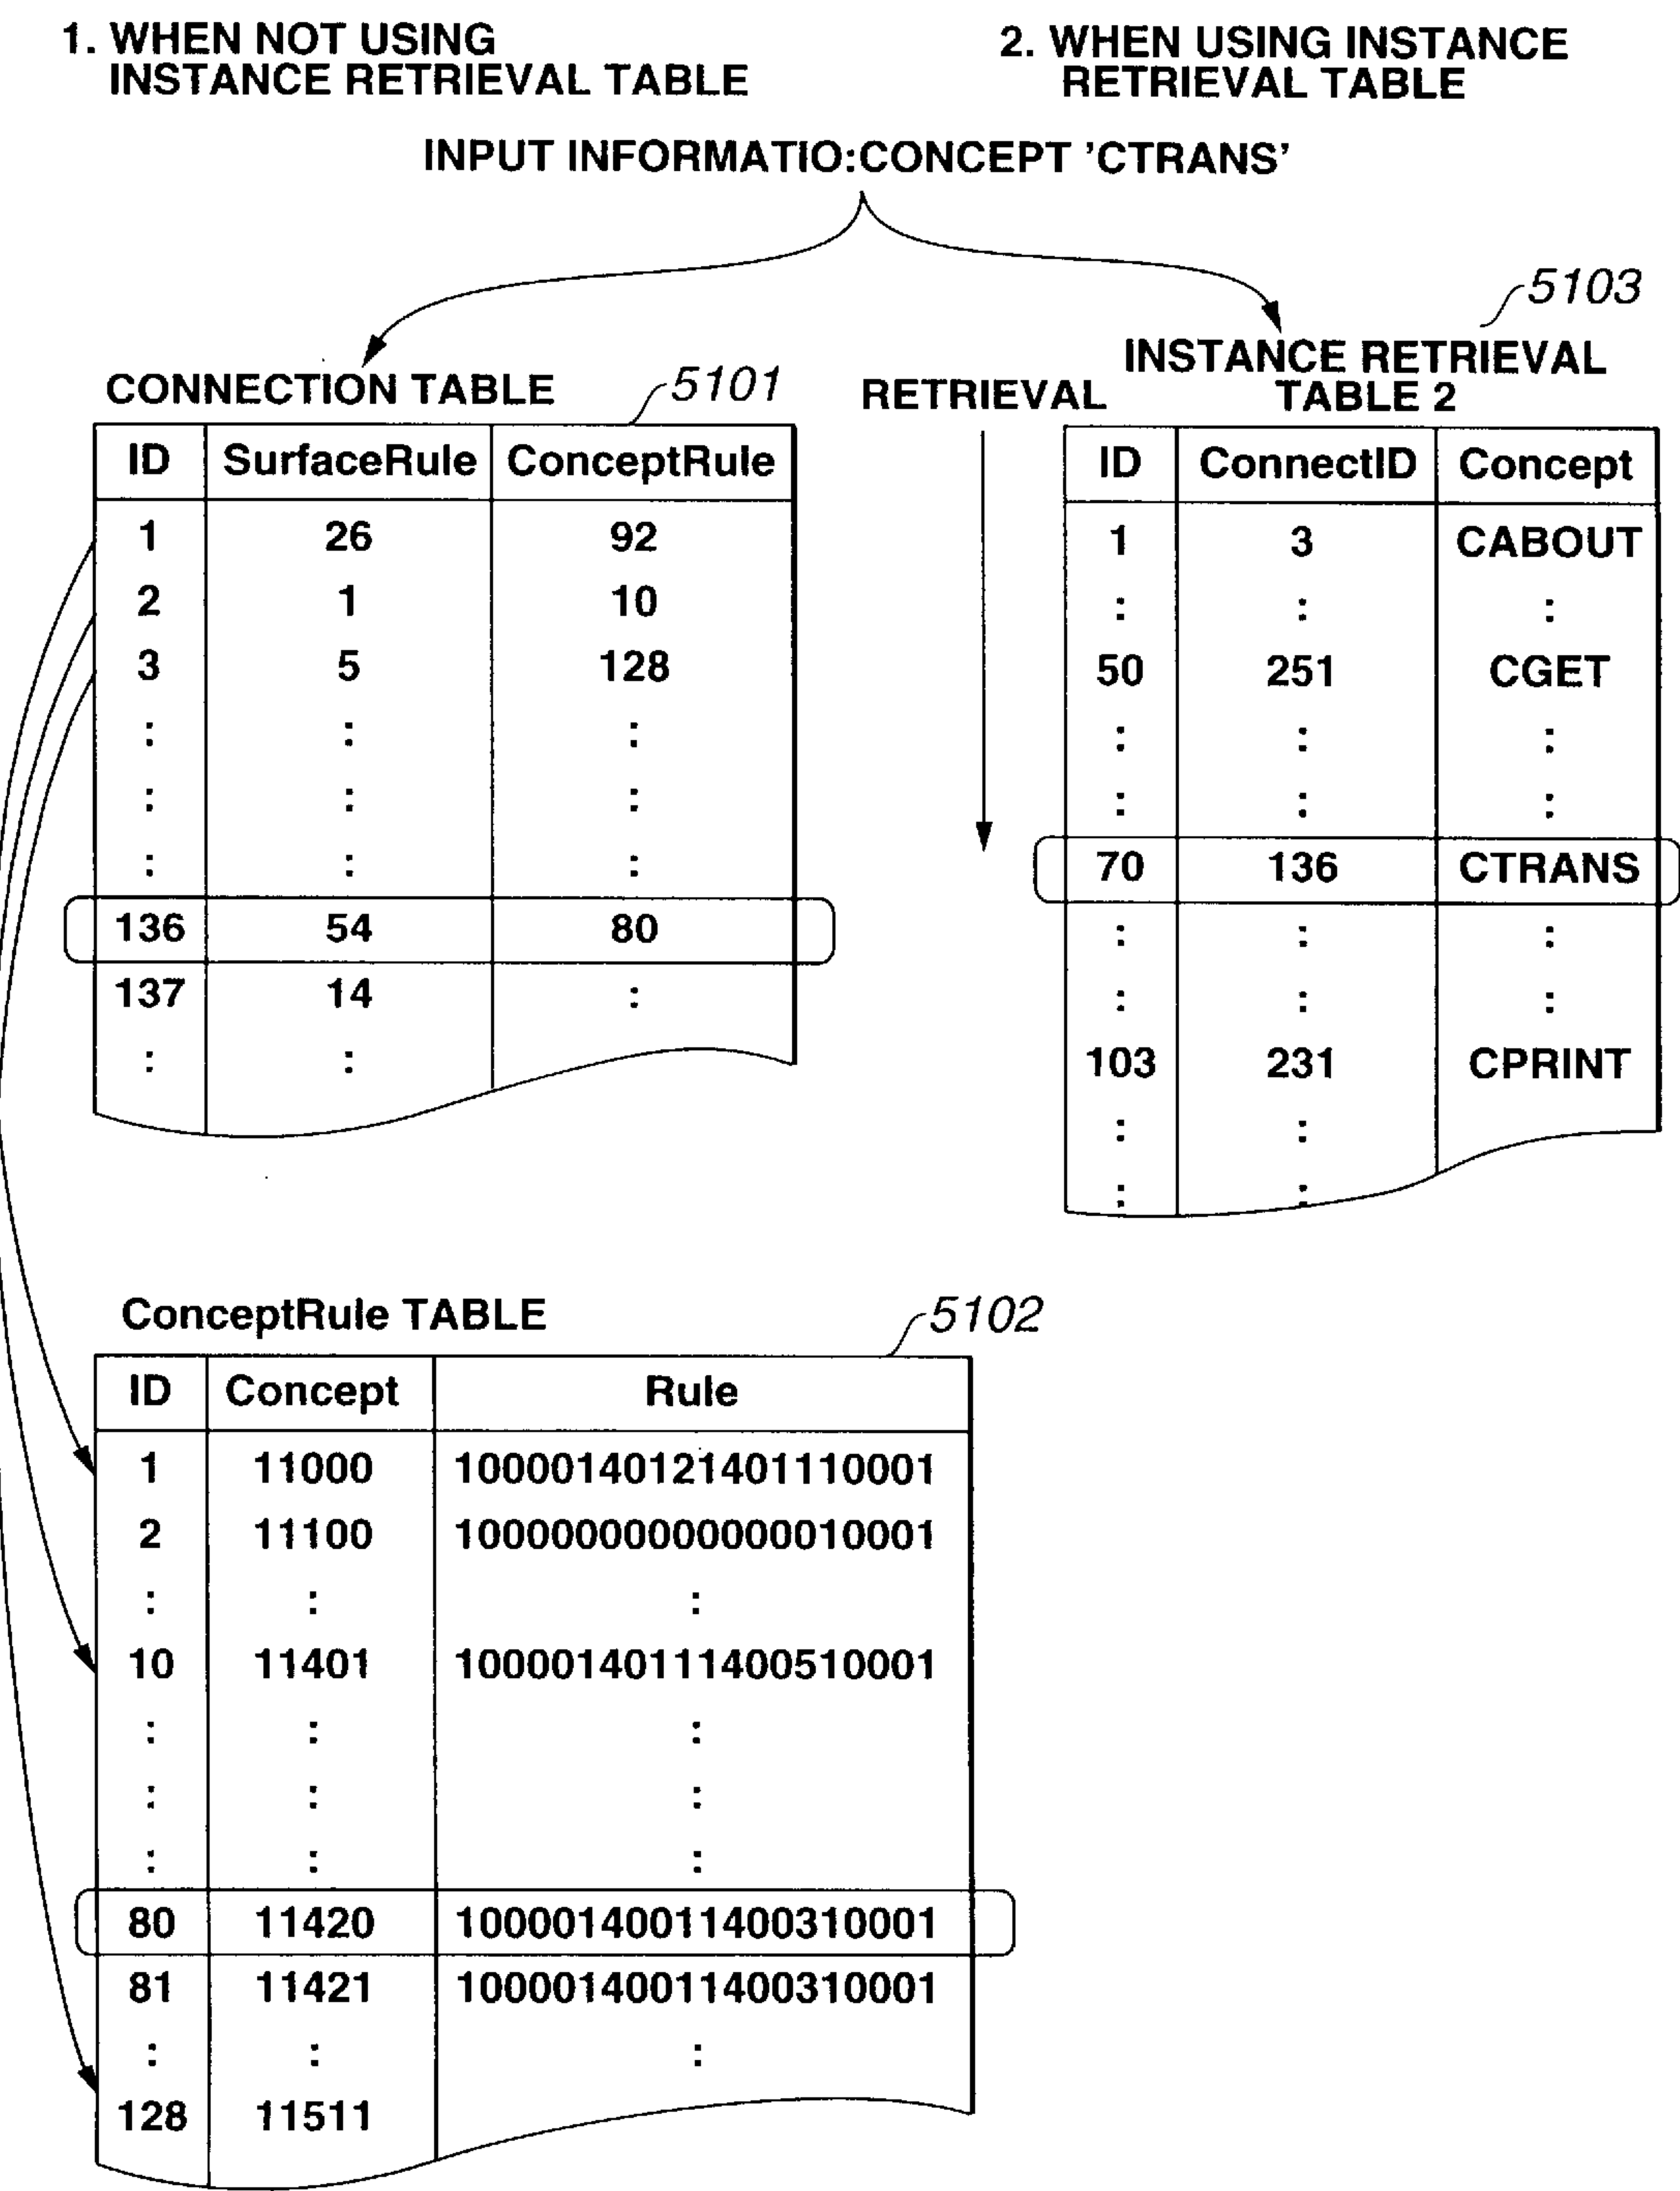 1. WHEN NOT USING
INSTANCE RETRIEVAL TABLE
2. WHEN USING INSTANCE
RETRIEVAL TABLE
INPUT INFORMATIO:CONCEPT 'CTRANS'
CONNECTION TABLE
5101
ID SurfaceRule ConceptRule
1 26 92
2 1 10
3 5 128
: : :
: : :
: : :
136 54 80
137 14 :
: :
RETRIEVAL
5103
INSTANCE RETRIEVAL
TABLE 2
ID ConnectID Concept
1 3 CABOUT
: : :
50 251 CGET
: : :
: : :
70 136 CTRANS
: : :
: : :
103 231 CPRINT
: :
: :
ConceptRule TABLE
5102
ID Concept Rule
1 11000 10000140121401110001
2 11100 10000000000000010001
: : :
10 11401 10000140111400510001
: : :
: : :
: : :
80 11420 10000140011400310001
81 11421 10000140011400310001
: : :
128 11511